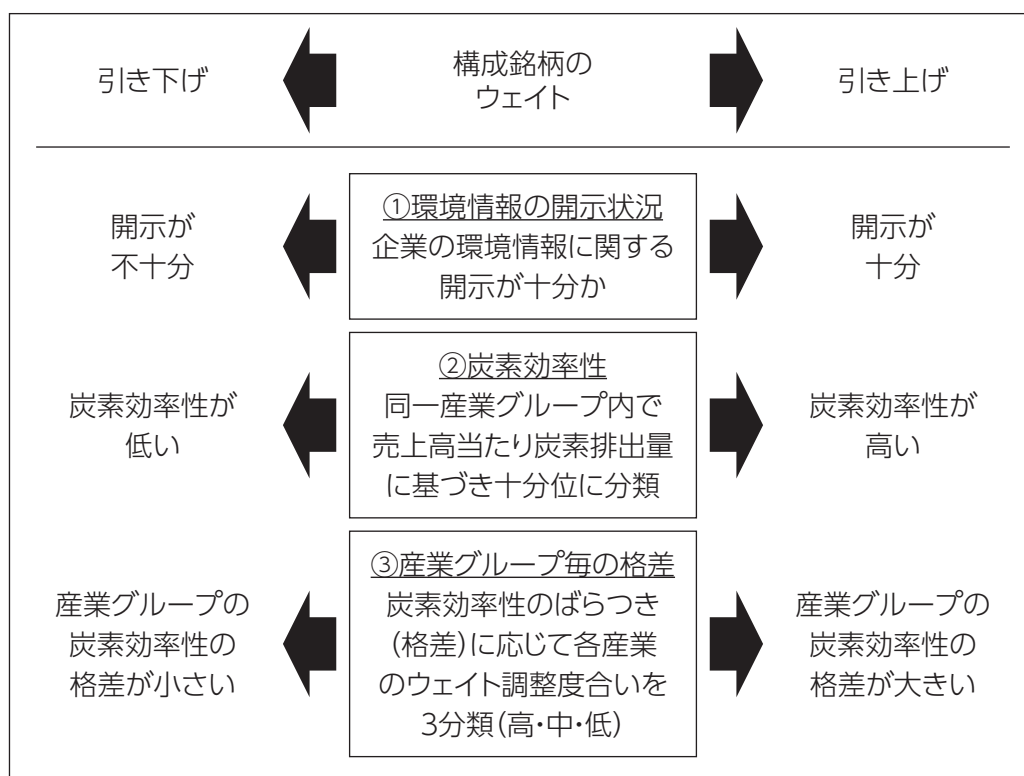 引き下げ
構成銘柄の
ウェイト
引き上げ
開示が
不十分
①環境情報の開示状況
企業の環境情報に関する
開示が十分か
開示が
十分
炭素効率性が
低い
②炭素効率性
同一産業グループ内で
売上高当たり炭素排出量
に基づき十分位に分類
炭素効率性が
高い
産業グループの
炭素効率性の
格差が小さい
③産業グループ毎の格差
炭素効率性のばらつき
(格差)に応じて各産業
のウェイト調整度合いを
3分類(高・中・低)
産業グループの
炭素効率性の
格差が大きい